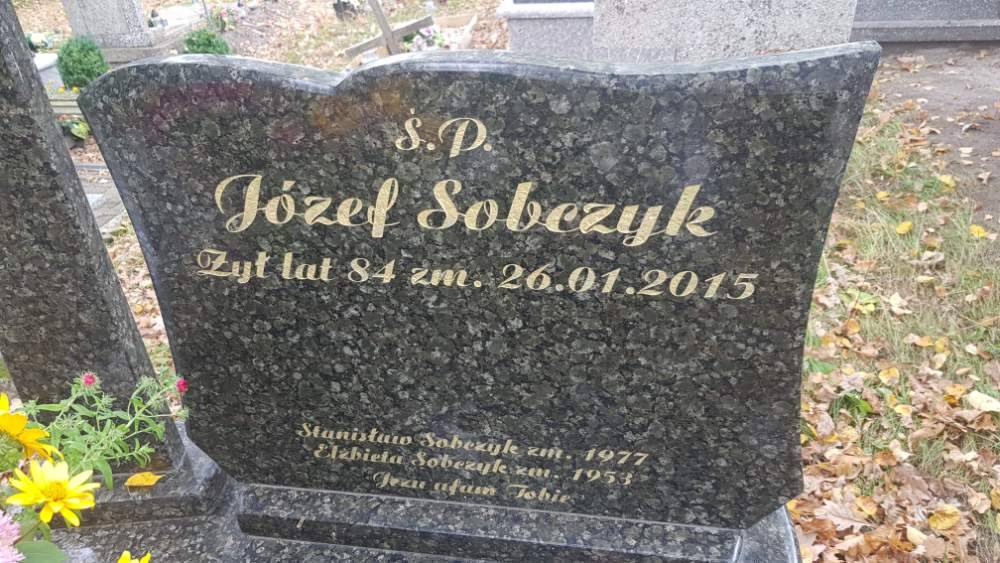 Ś.P.
Józef Sobczyk
Żył lat 84 zm. 26.01.2015
Stanisław Sobczyk zm. 1977
Elżbieta Sobczyk zm. 1953
Jezu ufam Tobie